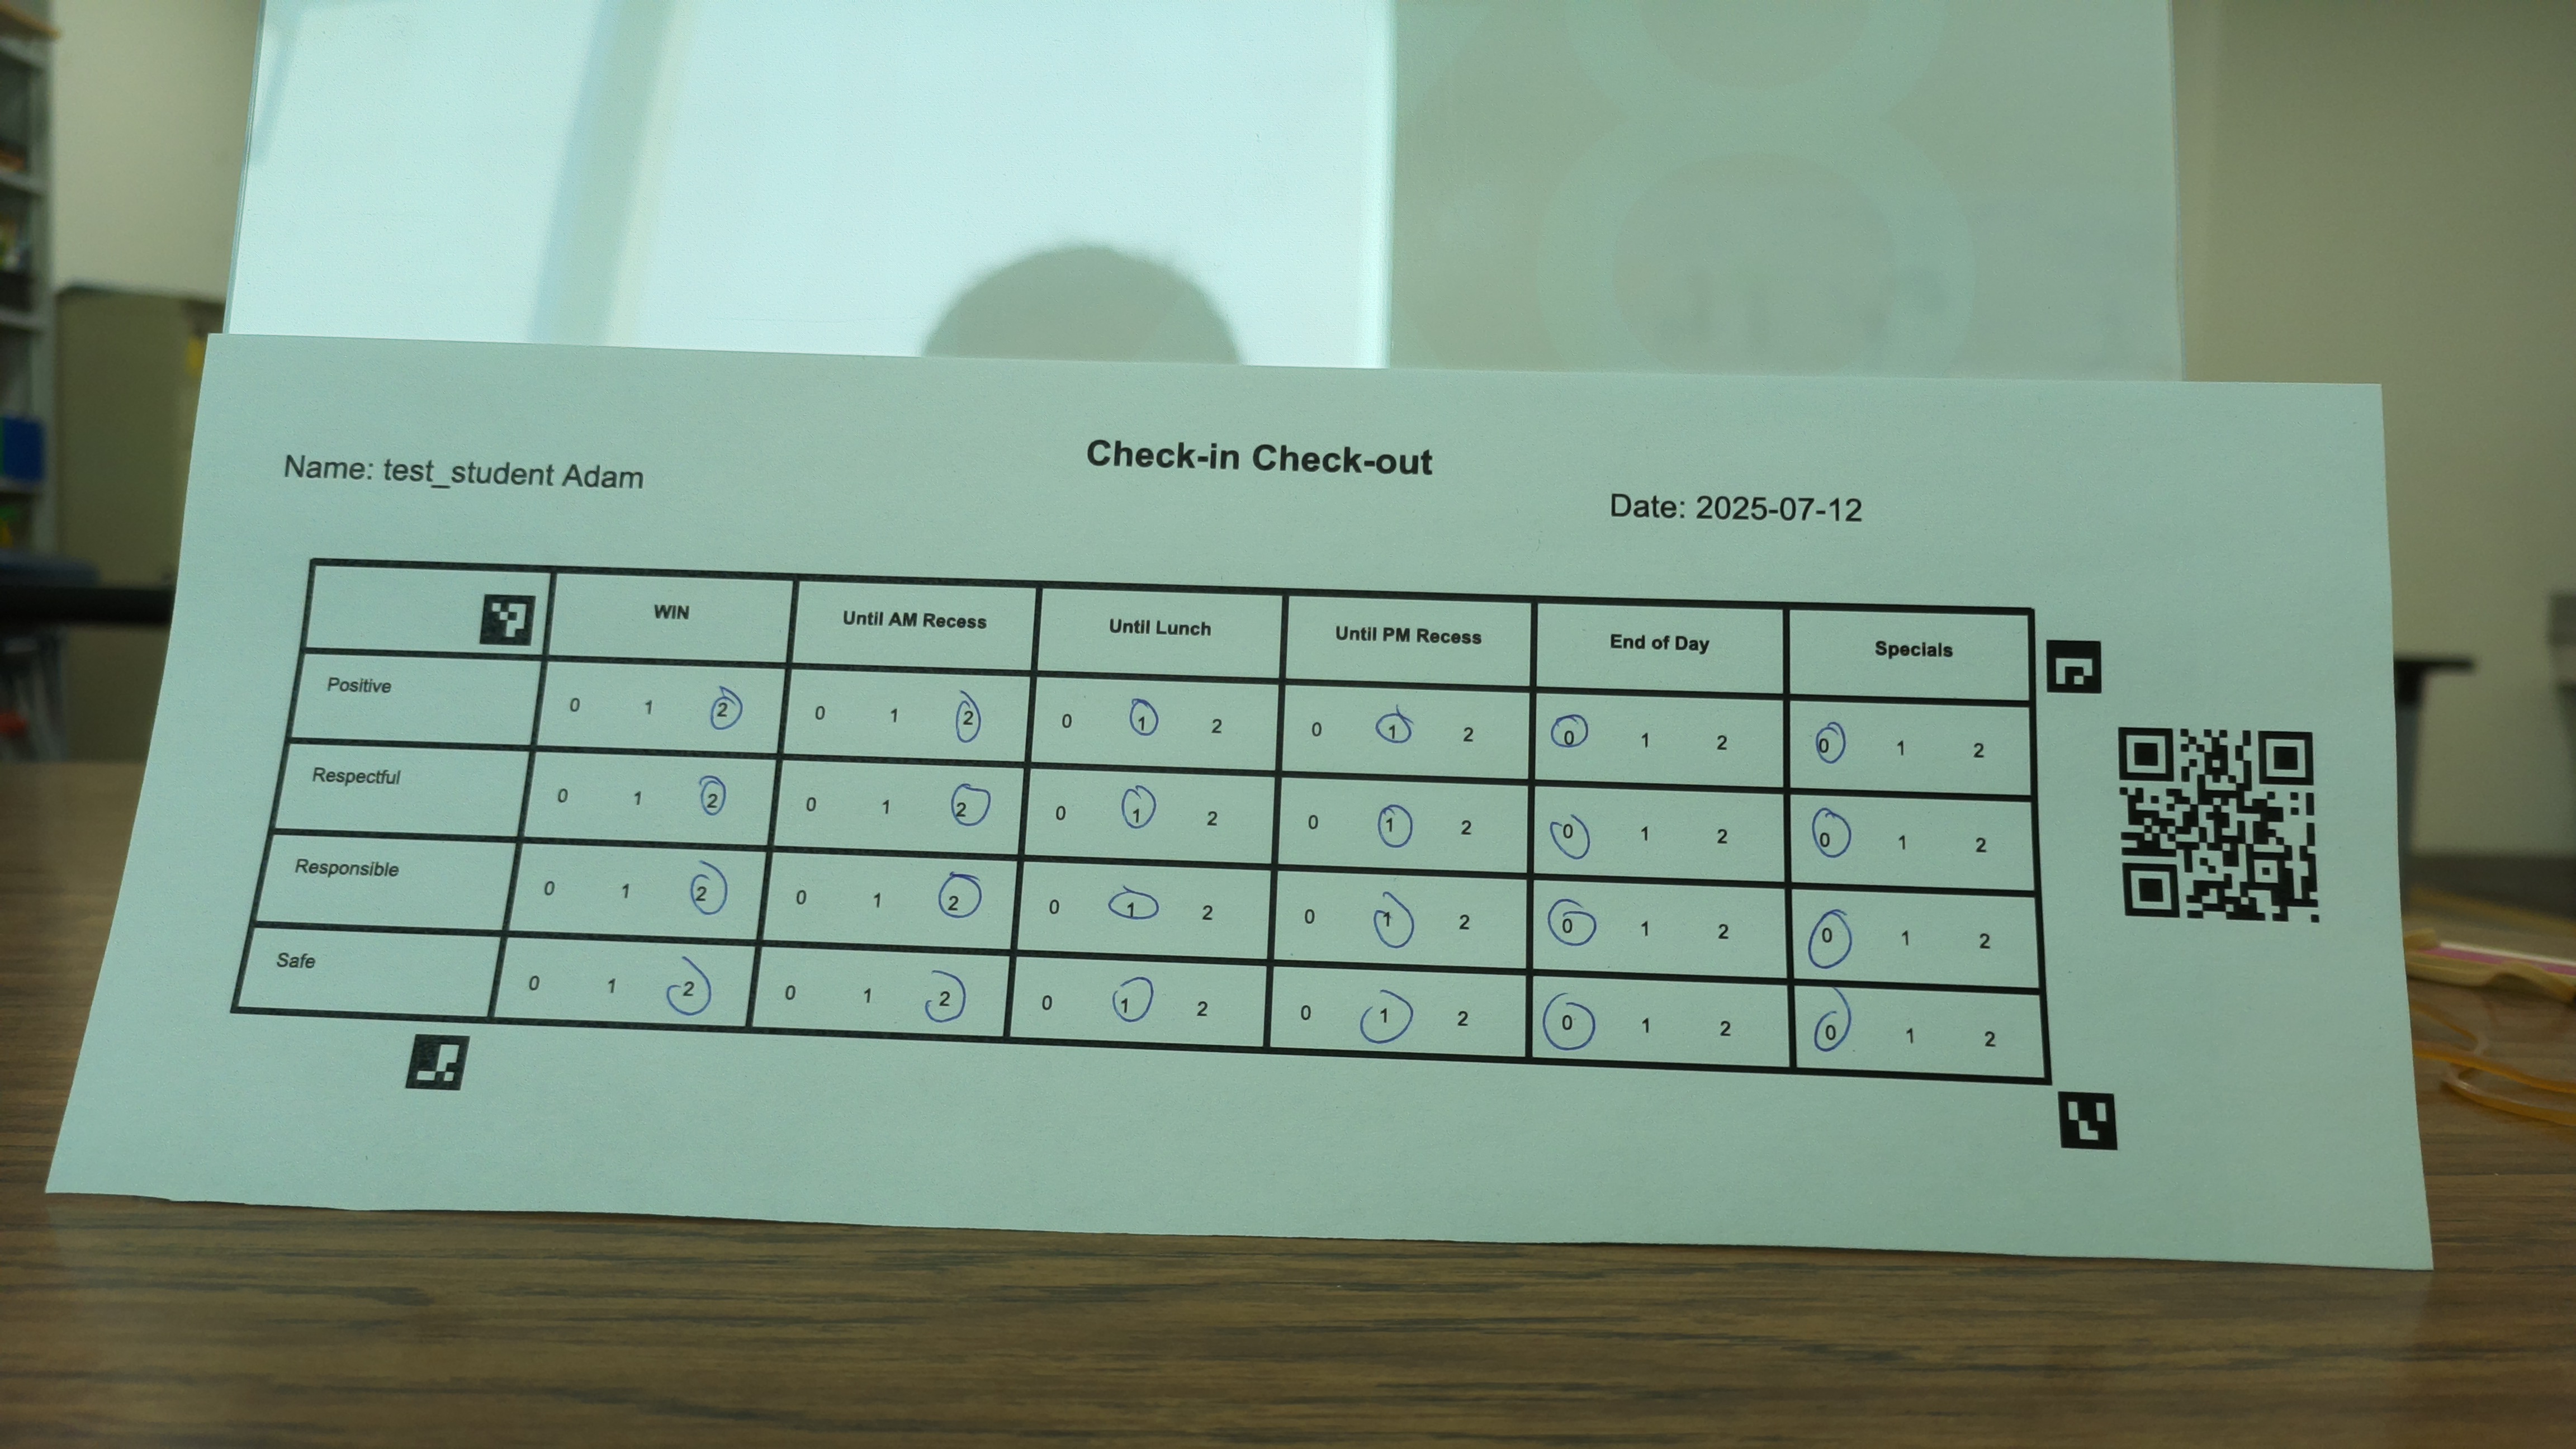 Check-in Check-out
Name: test_student Adam
Date: 2025-07-12
WIN Until AM Recess Until Lunch Until PM Recess End of Day Specials
Positive 0 1 2 0 1 2 0 1 2 0 1 2 0 1 2 0 1 2
Respectful 0 1 2 0 1 2 0 1 2 0 1 2 0 1 2 0 1 2
Responsible 0 1 2 0 1 2 0 1 2 0 1 2 0 1 2 0 1 2
Safe 0 1 2 0 1 2 0 1 2 0 1 2 0 1 2 0 1 2